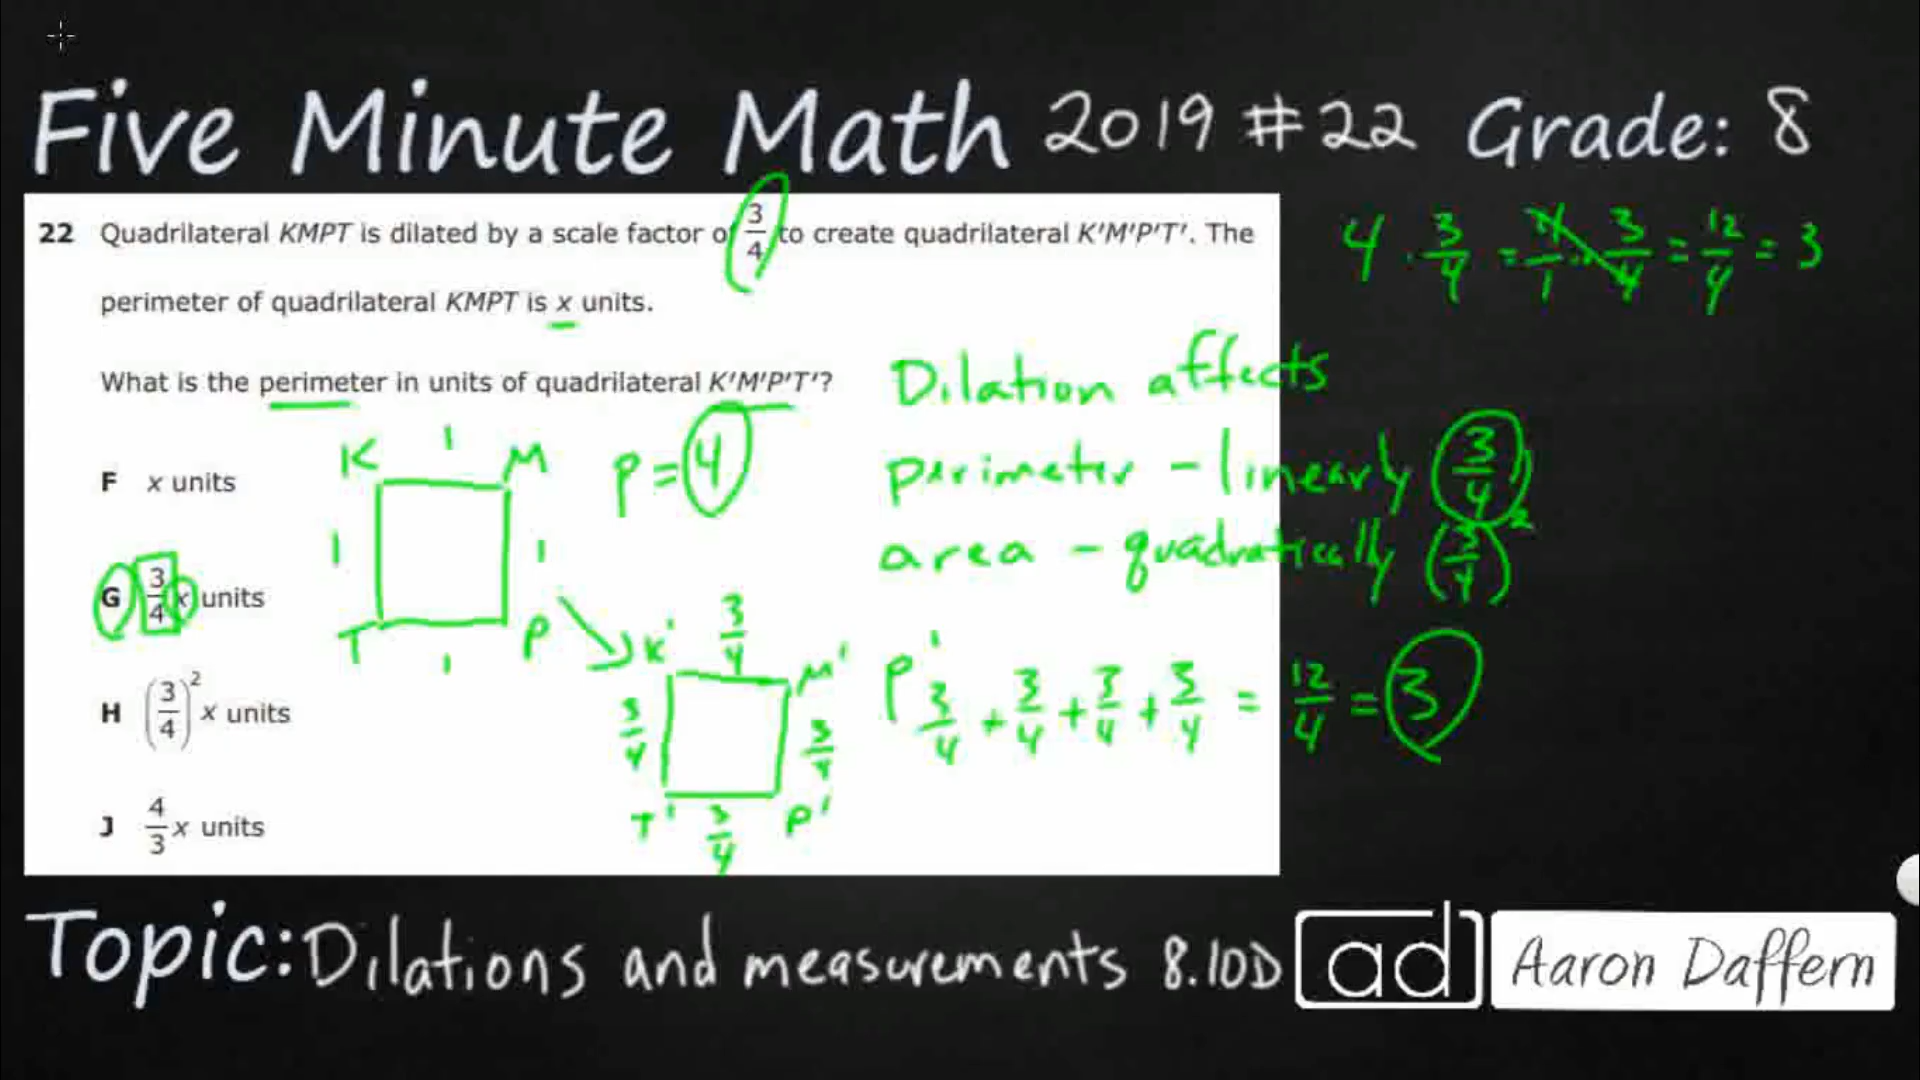 Five Minute Math 2019 #22 Grade: 8
22 Quadrilateral KMPT is dilated by a scale factor of 3/4 to create quadrilateral K'M'P'T'. The
perimeter of quadrilateral KMPT is x units.
What is the perimeter in units of quadrilateral K'M'P'T'?
F x units
G 3/4 x units
H (3/4)² x units
J 4/3 x units
4 · 3/4 = 4/1 · 3/4 = 12/4 = 3
Dilation affects
perimeter - linearly 3/4
area - quadratically (3/4)²
K 1 M
1 1
T 1 P
P = 4
K' 3/4 M'
3/4 3/4
T' 3/4 P'
P' 3/4 + 3/4 + 3/4 + 3/4 = 12/4 = 3
Topic: Dilations and measurements 8.10D ad Aaron Daffern